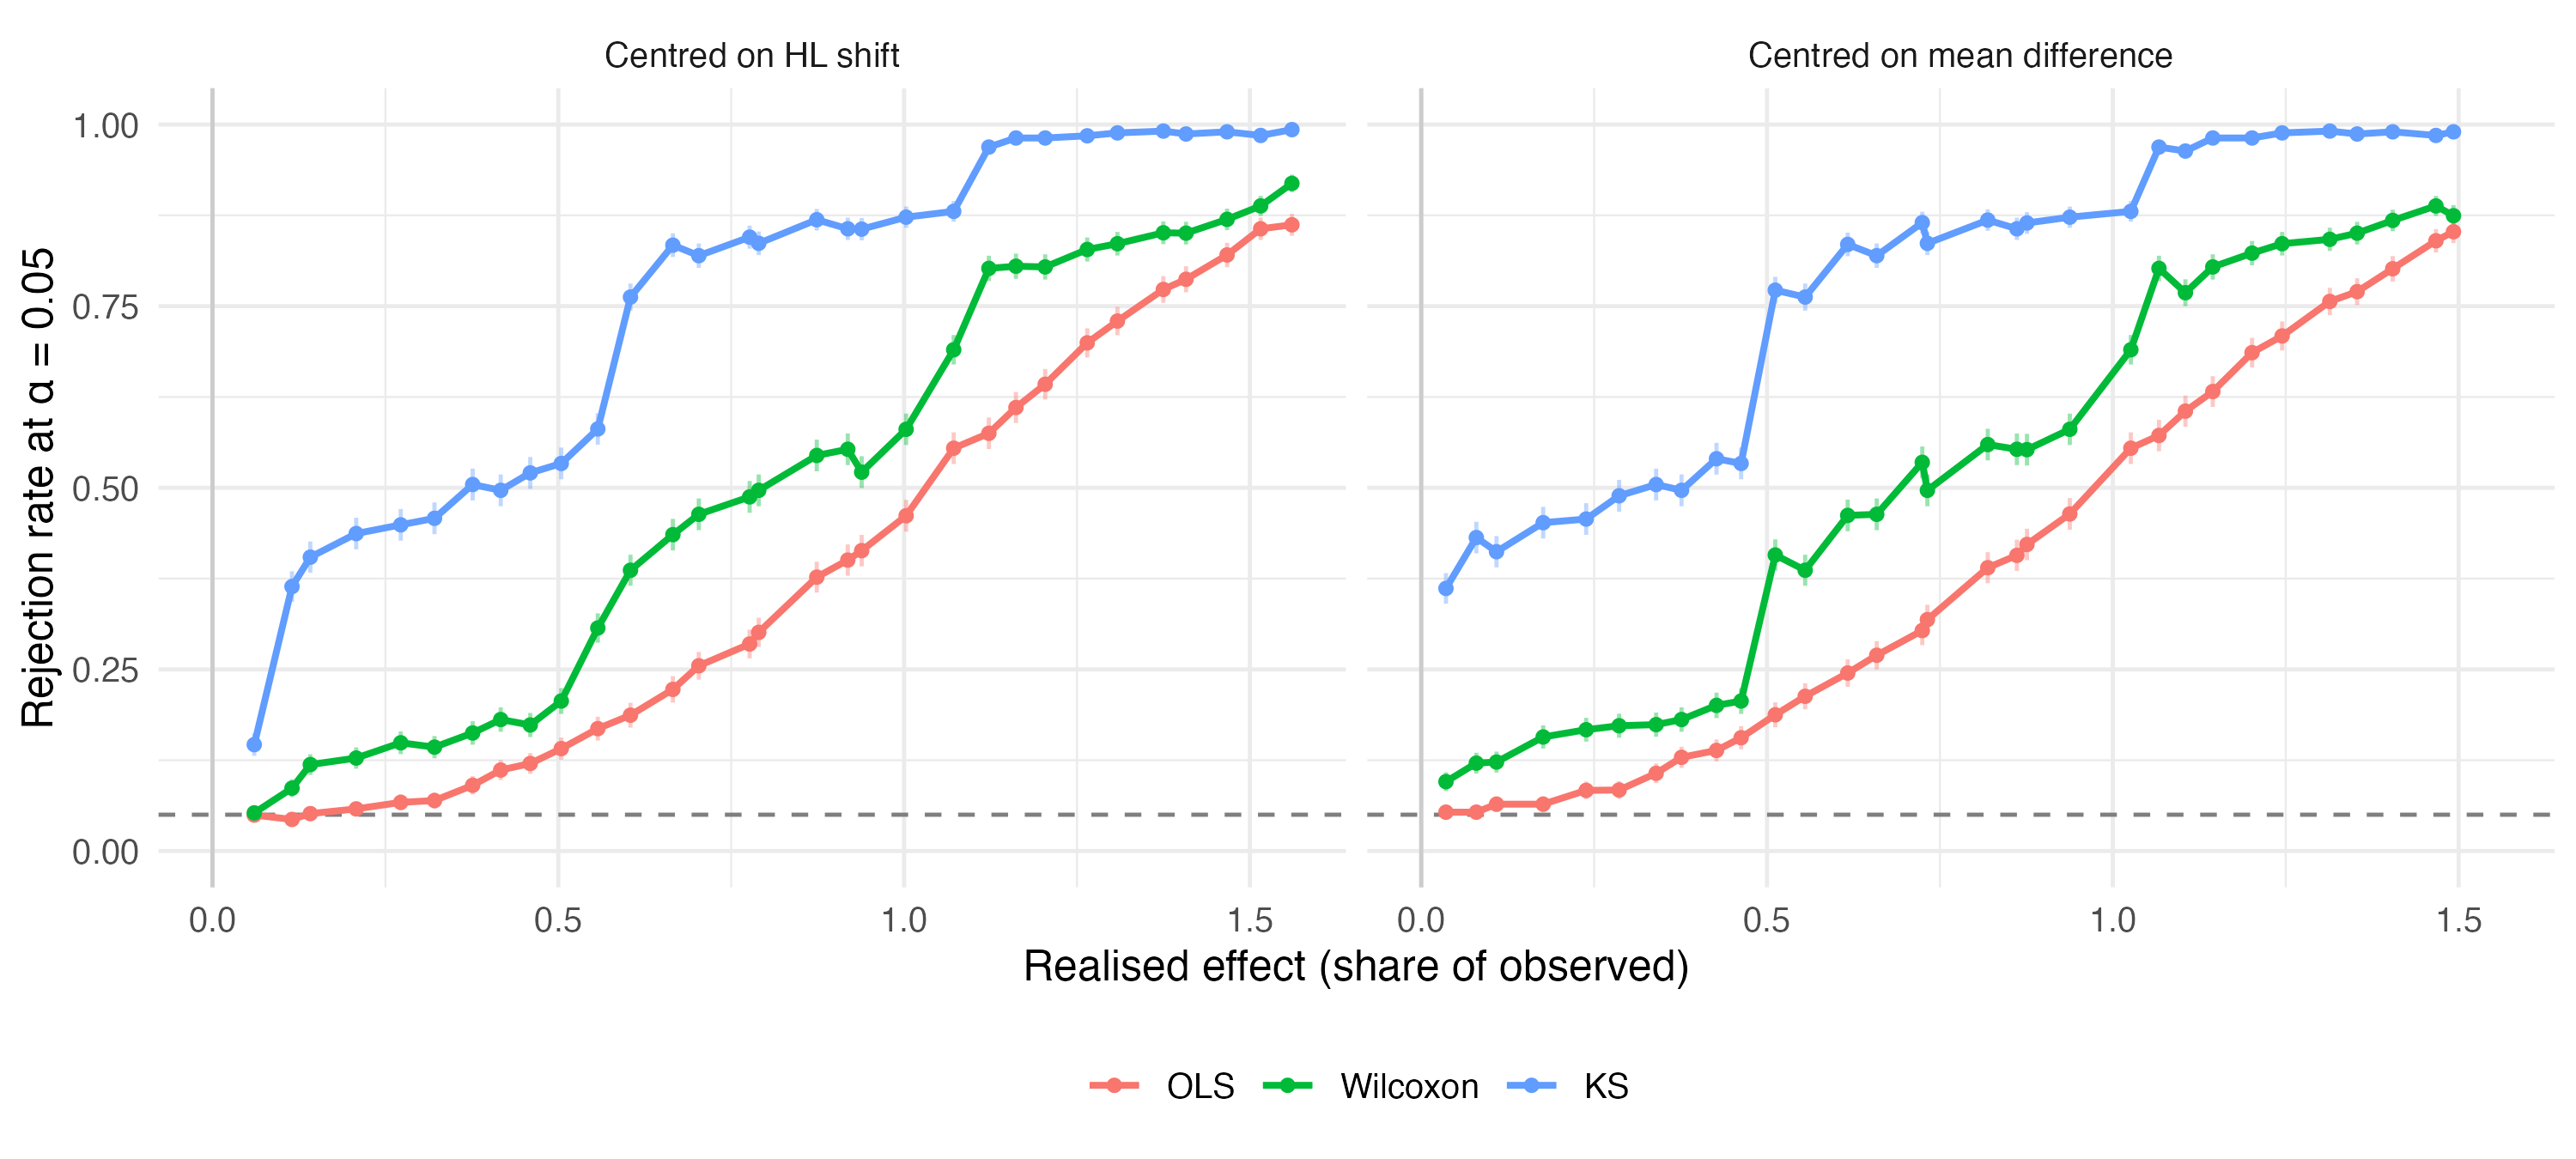 Centred on HL shift
Centred on mean difference
Rejection rate at α = 0.05
1.00
0.75
0.50
0.25
0.00
0.0 0.5 1.0 1.5
0.0 0.5 1.0 1.5
Realised effect (share of observed)
OLS Wilcoxon KS